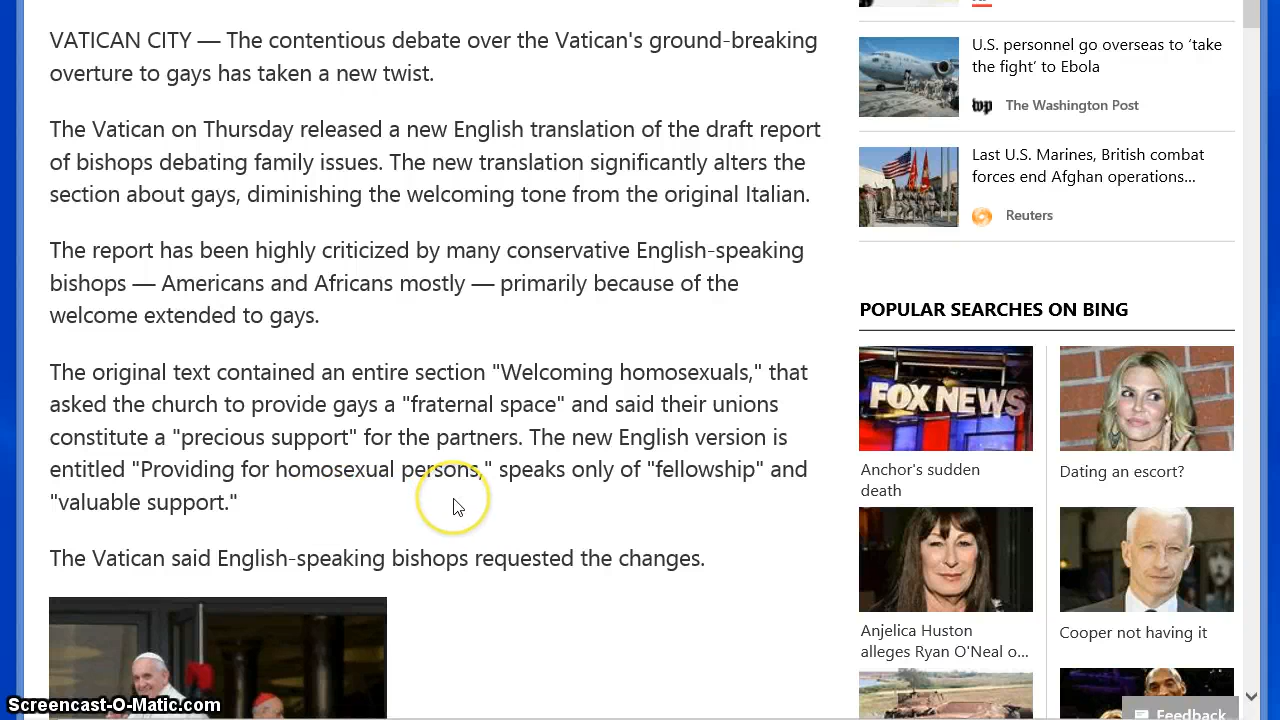 VATICAN CITY — The contentious debate over the Vatican's ground-breaking
overture to gays has taken a new twist.
The Vatican on Thursday released a new English translation of the draft report
of bishops debating family issues. The new translation significantly alters the
section about gays, diminishing the welcoming tone from the original Italian.
The report has been highly criticized by many conservative English-speaking
bishops — Americans and Africans mostly — primarily because of the
welcome extended to gays.
The original text contained an entire section "Welcoming homosexuals," that
asked the church to provide gays a "fraternal space" and said their unions
constitute a "precious support" for the partners. The new English version is
entitled "Providing for homosexual persons," speaks only of "fellowship" and
"valuable support."
The Vatican said English-speaking bishops requested the changes.
U.S. personnel go overseas to ‘take
the fight’ to Ebola
wp The Washington Post
Last U.S. Marines, British combat
forces end Afghan operations...
Reuters
POPULAR SEARCHES ON BING
FOX NEWS
Anchor's sudden
death
Dating an escort?
Anjelica Huston
alleges Ryan O'Neal o...
Cooper not having it
Feedback
Screencast-O-Matic.com